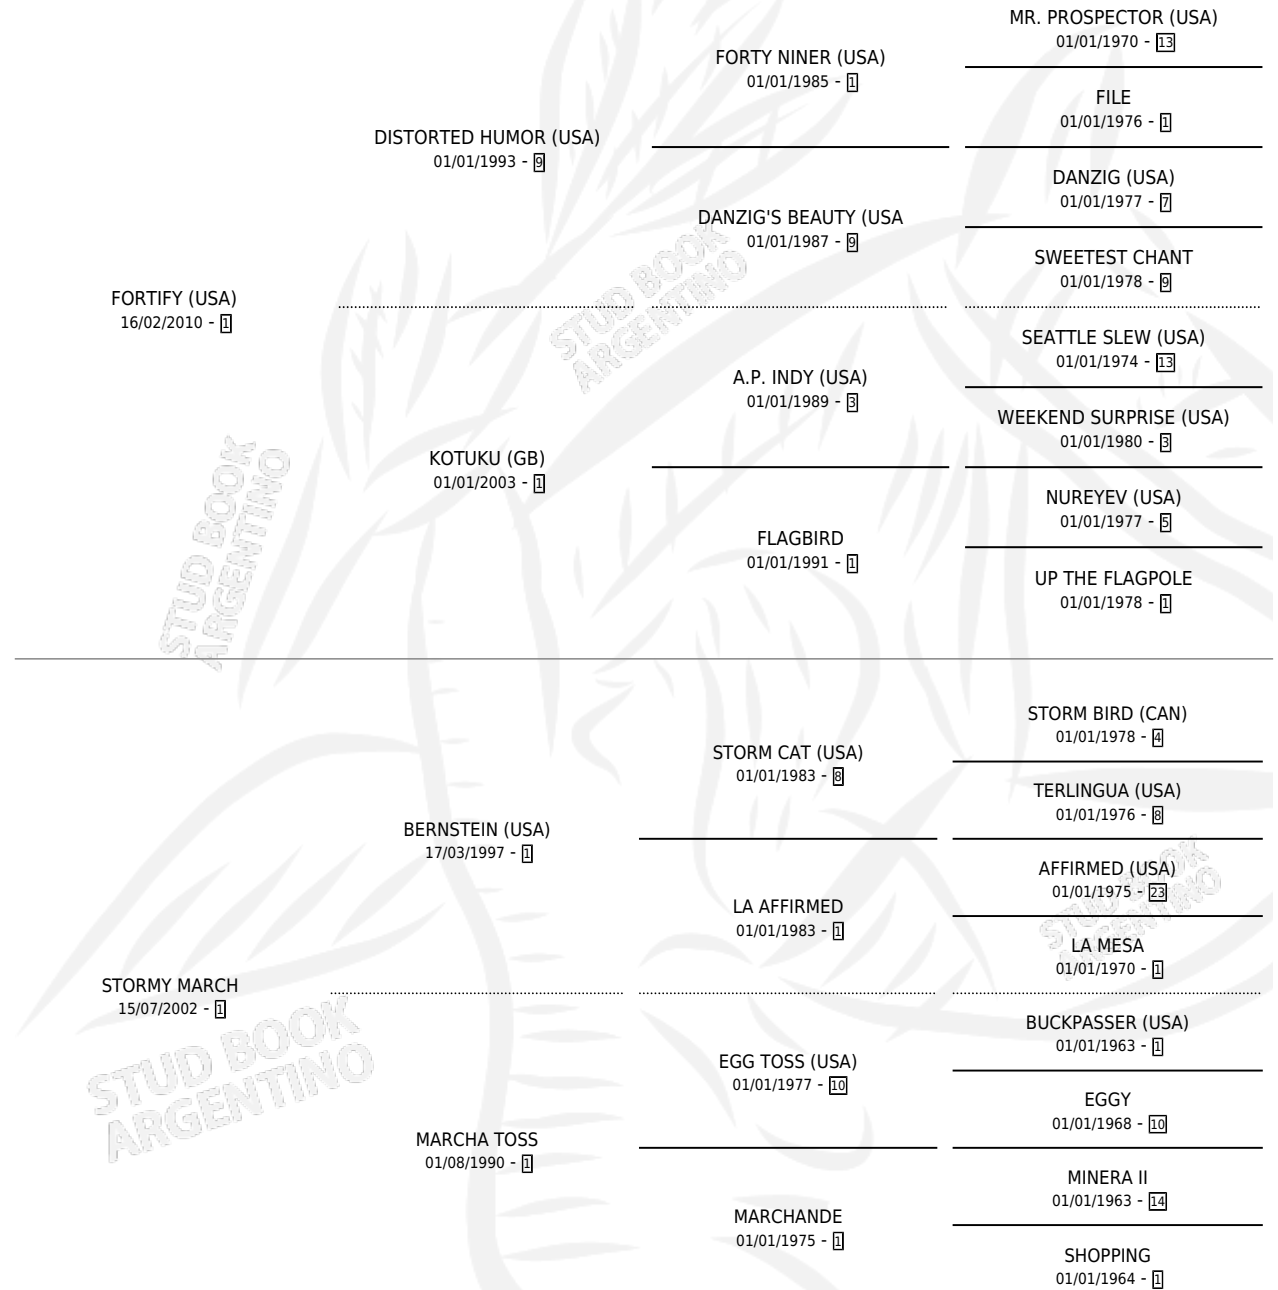 MR. PROSPECTOR (USA)
01/01/1970 - 13
FORTY NINER (USA)
01/01/1985 - 1
FILE
01/01/1976 - 1
DISTORTED HUMOR (USA)
01/01/1993 - 9
DANZIG (USA)
01/01/1977 - 7
DANZIG'S BEAUTY (USA
01/01/1987 - 9
SWEETEST CHANT
01/01/1978 - 9
FORTIFY (USA)
16/02/2010 - 1
STUD BOOK
ARGENTINO
SEATTLE SLEW (USA)
01/01/1974 - 13
A.P. INDY (USA)
01/01/1989 - 3
WEEKEND SURPRISE (USA)
01/01/1980 - 3
KOTUKU (GB)
01/01/2003 - 1
NUREYEV (USA)
01/01/1977 - 5
FLAGBIRD
01/01/1991 - 1
UP THE FLAGPOLE
01/01/1978 - 1
STUD BOOK
ARGENTINO
STORM BIRD (CAN)
01/01/1978 - 4
STORM CAT (USA)
01/01/1983 - 8
TERLINGUA (USA)
01/01/1976 - 8
BERNSTEIN (USA)
17/03/1997 - 1
AFFIRMED (USA)
01/01/1975 - 23
LA AFFIRMED
01/01/1983 - 1
STUD BOOK
ARGENTINO
LA MESA
01/01/1970 - 1
STORMY MARCH
15/07/2002 - 1
BUCKPASSER (USA)
01/01/1963 - 1
EGG TOSS (USA)
01/01/1977 - 10
STUD BOOK
ARGENTINO
EGGY
01/01/1968 - 10
MARCHA TOSS
01/08/1990 - 1
MINERA II
01/01/1963 - 14
MARCHANDE
01/01/1975 - 1
SHOPPING
01/01/1964 - 1